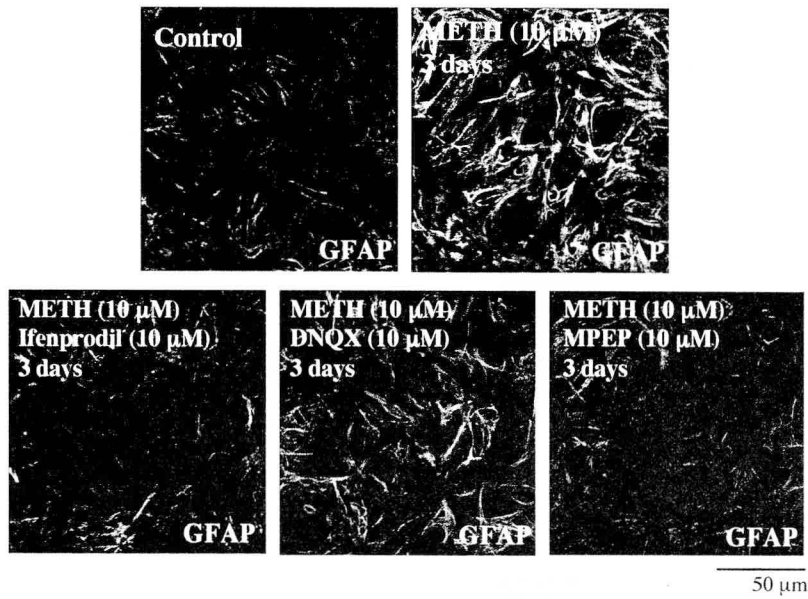 Control
GFAP
METH (10 μM)
3 days
GFAP
METH (10 μM)
Ifenprodil (10 μM)
3 days
GFAP
METH (10 μM)
DNQX (10 μM)
3 days
GFAP
METH (10 μM)
MPEP (10 μM)
3 days
GFAP
50 μm